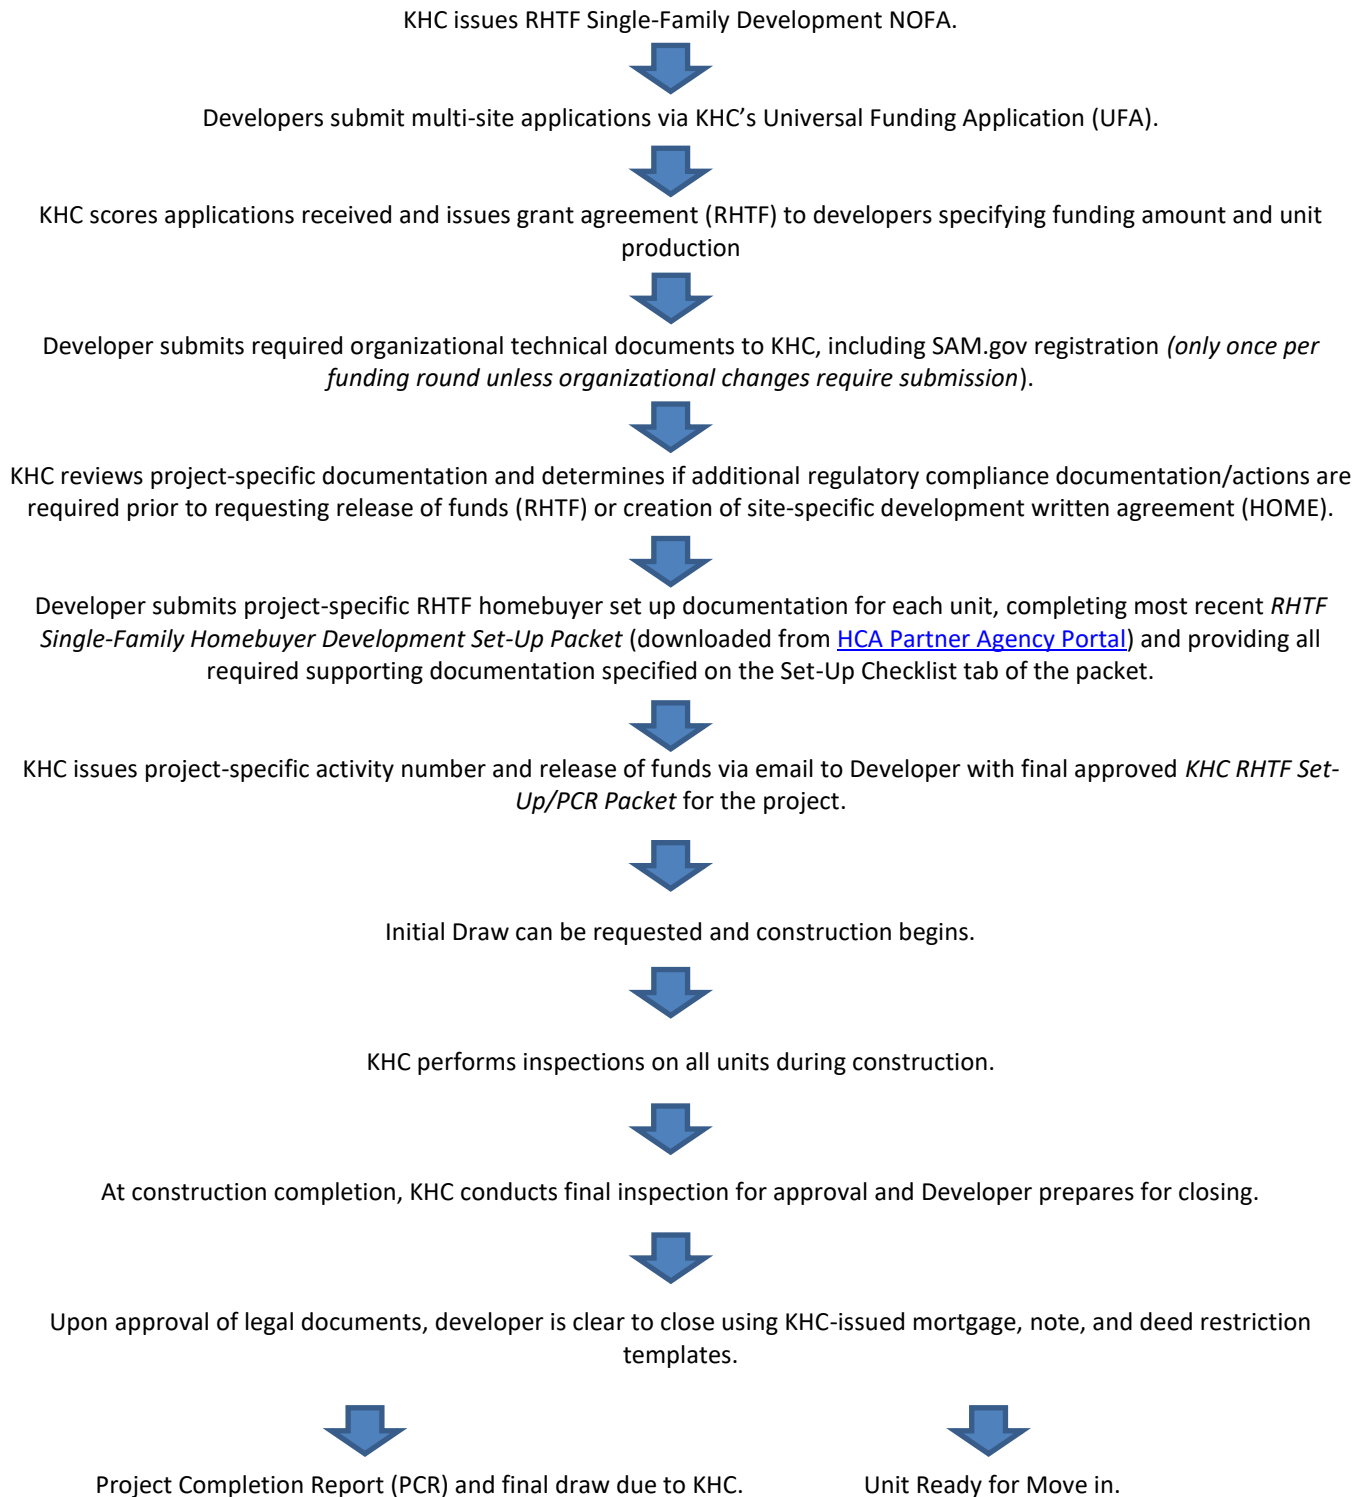 KHC issues RHTF Single-Family Development NOFA.
Developers submit multi-site applications via KHC’s Universal Funding Application (UFA).
KHC scores applications received and issues grant agreement (RHTF) to developers specifying funding amount and unit
production
Developer submits required organizational technical documents to KHC, including SAM.gov registration (only once per
funding round unless organizational changes require submission).
KHC reviews project-specific documentation and determines if additional regulatory compliance documentation/actions are
required prior to requesting release of funds (RHTF) or creation of site-specific development written agreement (HOME).
Developer submits project-specific RHTF homebuyer set up documentation for each unit, completing most recent RHTF
Single-Family Homebuyer Development Set-Up Packet (downloaded from HCA Partner Agency Portal) and providing all
required supporting documentation specified on the Set-Up Checklist tab of the packet.
KHC issues project-specific activity number and release of funds via email to Developer with final approved KHC RHTF Set-
Up/PCR Packet for the project.
Initial Draw can be requested and construction begins.
KHC performs inspections on all units during construction.
At construction completion, KHC conducts final inspection for approval and Developer prepares for closing.
Upon approval of legal documents, developer is clear to close using KHC-issued mortgage, note, and deed restriction
templates.
Project Completion Report (PCR) and final draw due to KHC.
Unit Ready for Move in.